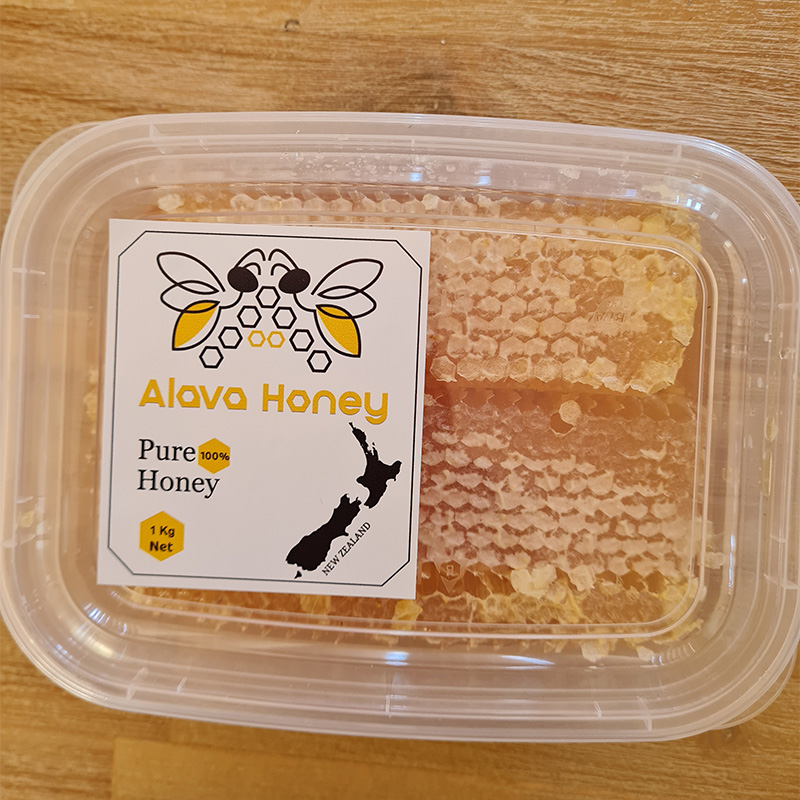 Alava Honey
Pure 100%
Honey
1 Kg
Net
NEW ZEALAND